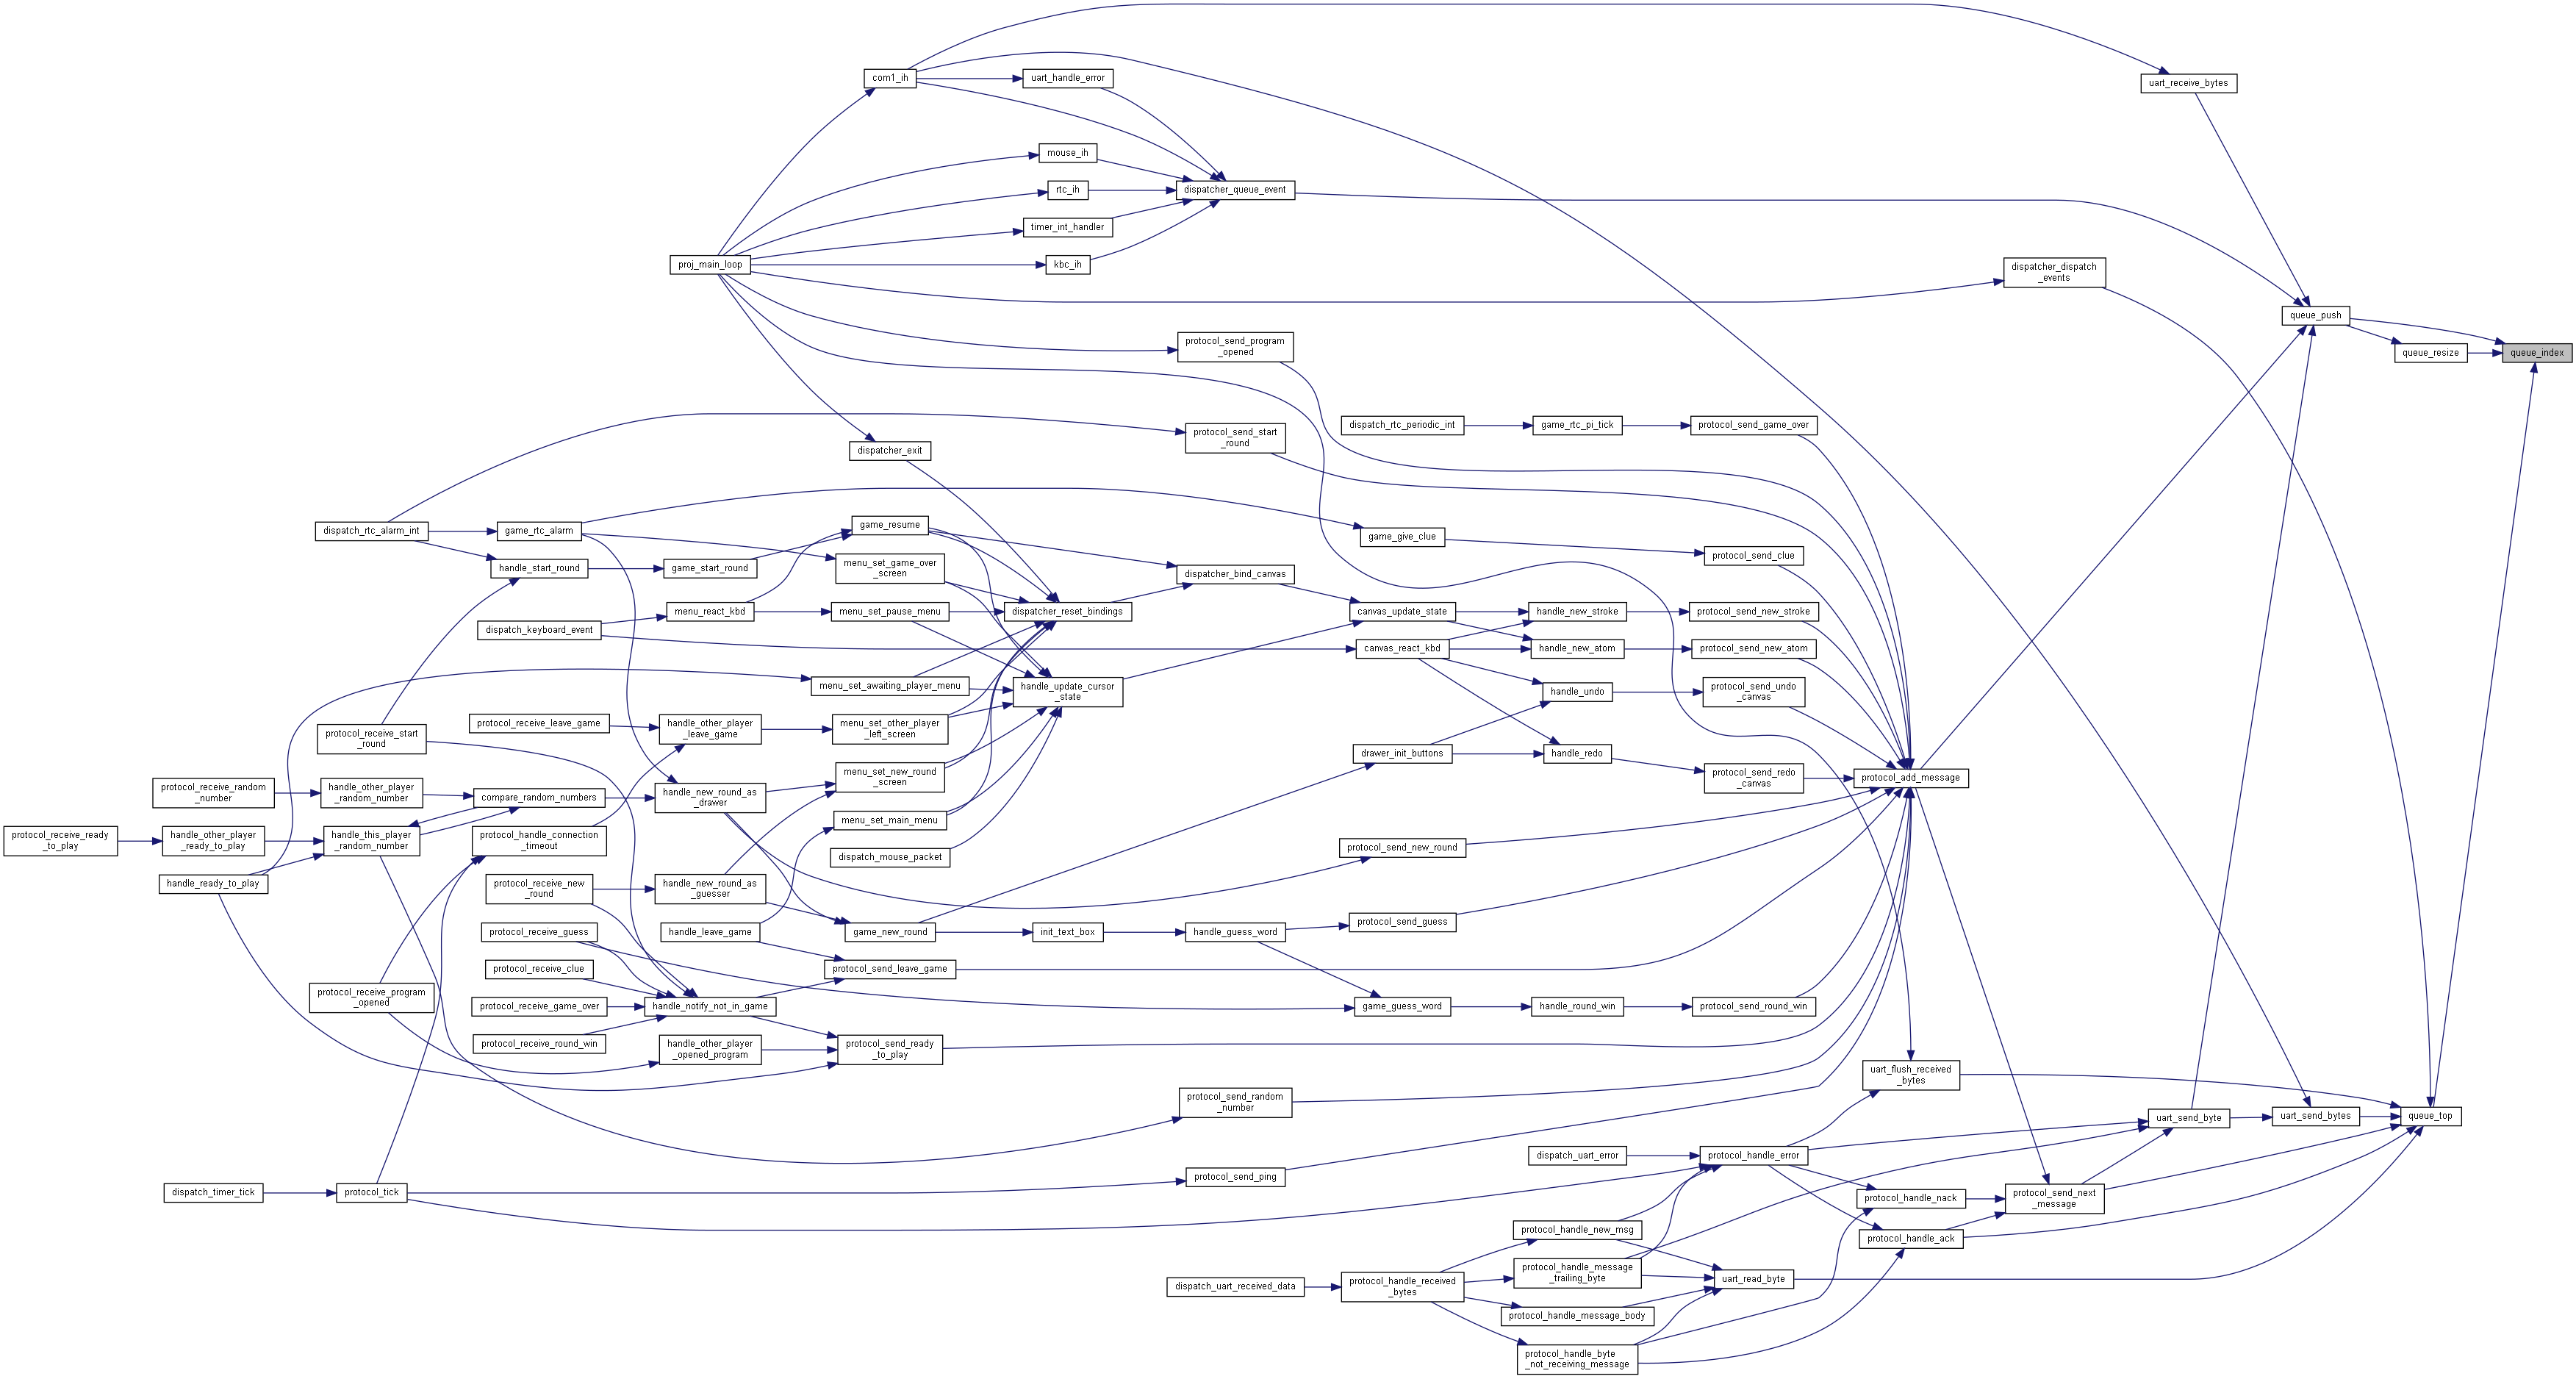 com1_ih
uart_handle_error
uart_receive_bytes
mouse_ih
dispatcher_queue_event
rtc_ih
timer_int_handler
proj_main_loop
kbc_ih
dispatcher_dispatch
_events
queue_push
queue_resize
queue_index
protocol_send_program
_opened
protocol_send_start
_round
dispatch_rtc_periodic_int
game_rtc_pi_tick
protocol_send_game_over
dispatcher_exit
dispatch_rtc_alarm_int
game_rtc_alarm
game_resume
game_give_clue
protocol_send_clue
handle_start_round
game_start_round
menu_set_game_over
_screen
dispatcher_bind_canvas
menu_react_kbd
menu_set_pause_menu
dispatcher_reset_bindings
canvas_update_state
handle_new_stroke
protocol_send_new_stroke
dispatch_keyboard_event
canvas_react_kbd
handle_new_atom
protocol_send_new_atom
menu_set_awaiting_player_menu
handle_update_cursor
_state
handle_undo
protocol_send_undo
_canvas
protocol_receive_leave_game
handle_other_player
_leave_game
menu_set_other_player
_left_screen
protocol_receive_start
_round
drawer_init_buttons
handle_redo
protocol_send_redo
_canvas
protocol_add_message
menu_set_new_round
_screen
protocol_receive_random
_number
handle_other_player
_random_number
compare_random_numbers
handle_new_round_as
_drawer
menu_set_main_menu
protocol_receive_ready
_to_play
handle_other_player
_ready_to_play
handle_this_player
_random_number
protocol_handle_connection
_timeout
dispatch_mouse_packet
protocol_send_new_round
handle_ready_to_play
protocol_receive_new
_round
handle_new_round_as
_guesser
protocol_receive_guess
handle_leave_game
game_new_round
init_text_box
handle_guess_word
protocol_send_guess
protocol_receive_clue
protocol_send_leave_game
protocol_receive_program
_opened
protocol_receive_game_over
handle_notify_not_in_game
game_guess_word
handle_round_win
protocol_send_round_win
protocol_receive_round_win
handle_other_player
_opened_program
protocol_send_ready
_to_play
uart_flush_received
_bytes
protocol_send_random
_number
uart_send_byte
uart_send_bytes
queue_top
dispatch_uart_error
protocol_handle_error
protocol_send_ping
dispatch_timer_tick
protocol_tick
protocol_handle_nack
protocol_send_next
_message
protocol_handle_new_msg
protocol_handle_ack
protocol_handle_message
_trailing_byte
uart_read_byte
dispatch_uart_received_data
protocol_handle_received
_bytes
protocol_handle_message_body
protocol_handle_byte
_not_receiving_message